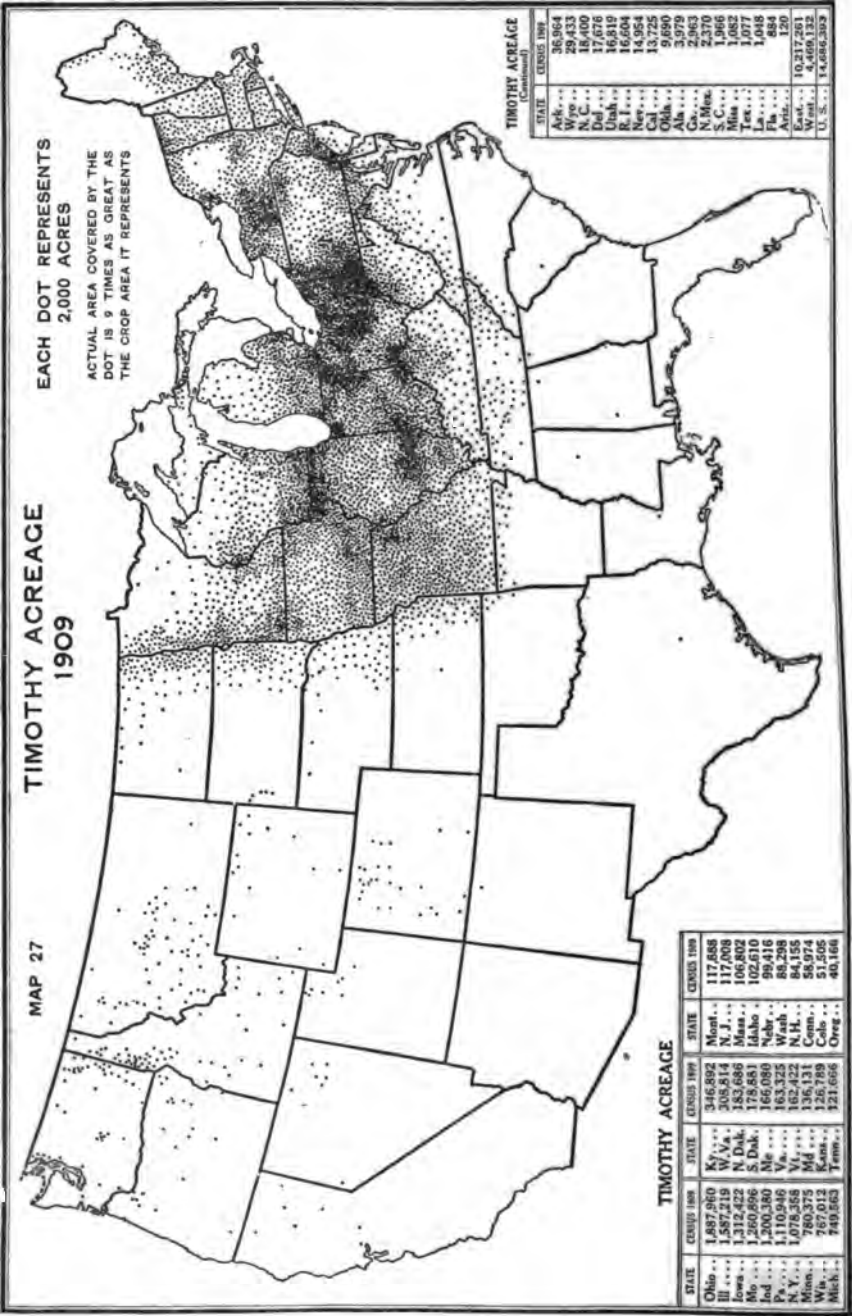 MAP 27
TIMOTHY ACREAGE
1909
EACH DOT REPRESENTS
2,000 ACRES
ACTUAL AREA COVERED BY THE
DOT IS 9 TIMES AS GREAT AS
THE CROP AREA IT REPRESENTS
TIMOTHY ACREAGE
STATE CENSUS 1909 STATE CENSUS 1909 STATE CENSUS 1909
Ohio... 1,887,960 Ky.... 346,892 Mont.. 117,888
Ill.... 1,587,219 W.Va. 308,814 N.J... 117,008
Iowa.. 1,312,422 N. Dak. 183,686 Mass.. 106,802
Mo... 1,260,896 S. Dak. 178,881 Idaho.. 102,610
Ind... 1,200,380 Me... 166,080 Nebr.. 99,416
Pa... 1,110,946 Va.... 163,325 Wash 88,298
N.Y.. 1,078,358 Vt.... 162,422 N.H.. 84,155
Minn.. 780,375 Md... 136,131 Conn.. 58,974
Wis... 767,012 Kans.. 126,789 Colo.. 51,505
Mich.. 749,563 Tenn.. 121,666 Oreg.. 40,166
TIMOTHY ACREAGE
(Continued)
STATE CENSUS 1909
Ark... 36,964
Wyo... 29,433
N. C. 18,400
Del... 17,676
Utah.. 16,819
R. I... 16,604
Nev... 14,954
Cal... 13,725
Okla.. 9,690
Ala... 3,979
Ga... 2,963
N.Mex. 2,370
S. C... 1,966
Miss... 1,082
Tex... 1,077
La.... 1,048
Fla... 884
Ariz... 120
East.. 10,217,261
West.. 4,469,132
U. S... 14,686,393